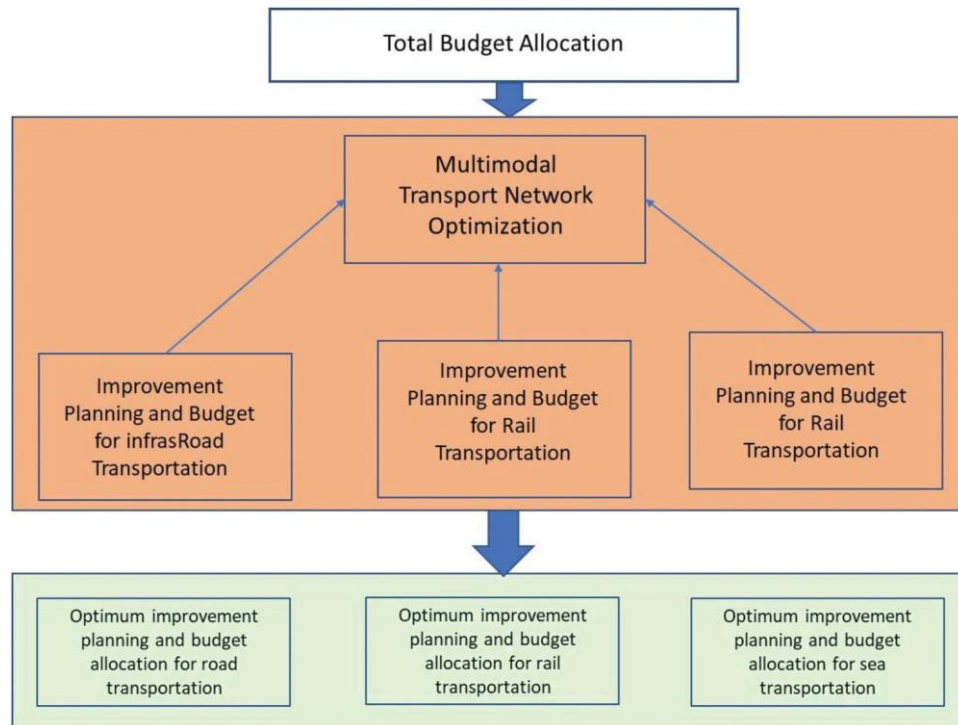 Total Budget Allocation
Multimodal
Transport Network
Optimization
Improvement
Planning and Budget
for infrasRoad
Transportation
Improvement
Planning and Budget
for Rail
Transportation
Improvement
Planning and Budget
for Rail
Transportation
Optimum improvement
planning and budget
allocation for road
transportation
Optimum improvement
planning and budget
allocation for rail
transportation
Optimum improvement
planning and budget
allocation for sea
transportation